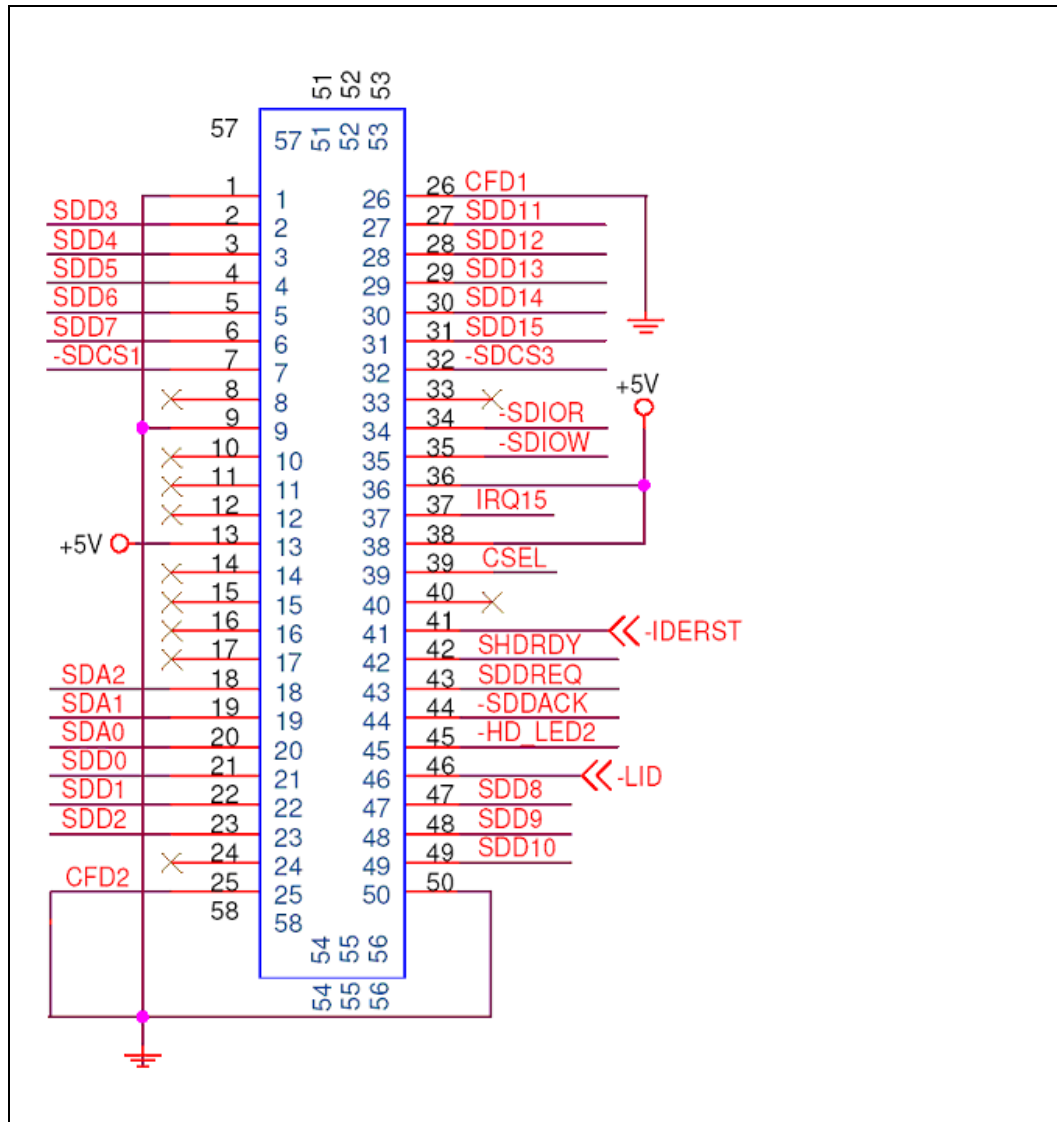 51 52 53
57
57 51 52 53
1 1 26 26 CFD1
SDD3 2 2 27 27 SDD11
SDD4 3 3 28 28 SDD12
SDD5 4 4 29 29 SDD13
SDD6 5 5 30 30 SDD14
SDD7 6 6 31 31 SDD15
-SDCS1 7 7 32 32 -SDCS3
8 8 33 33
+5V
9 9 34 34 -SDIOR
10 10 35 35 -SDIOW
11 11 36 36
12 12 37 37 IRQ15
+5V 13 13 38 38
14 14 39 39 CSEL
15 15 40 40
16 16 41 41 -IDERST
17 17 42 42 SHDRDY
SDA2 18 18 43 43 SDDREQ
SDA1 19 19 44 44 -SDDACK
SDA0 20 20 45 45 -HD_LED2
SDD0 21 21 46 46 -LID
SDD1 22 22 47 47 SDD8
SDD2 23 23 48 48 SDD9
24 24 49 49 SDD10
CFD2 25 25 50 50
58 58
54 55 56
54 55 56